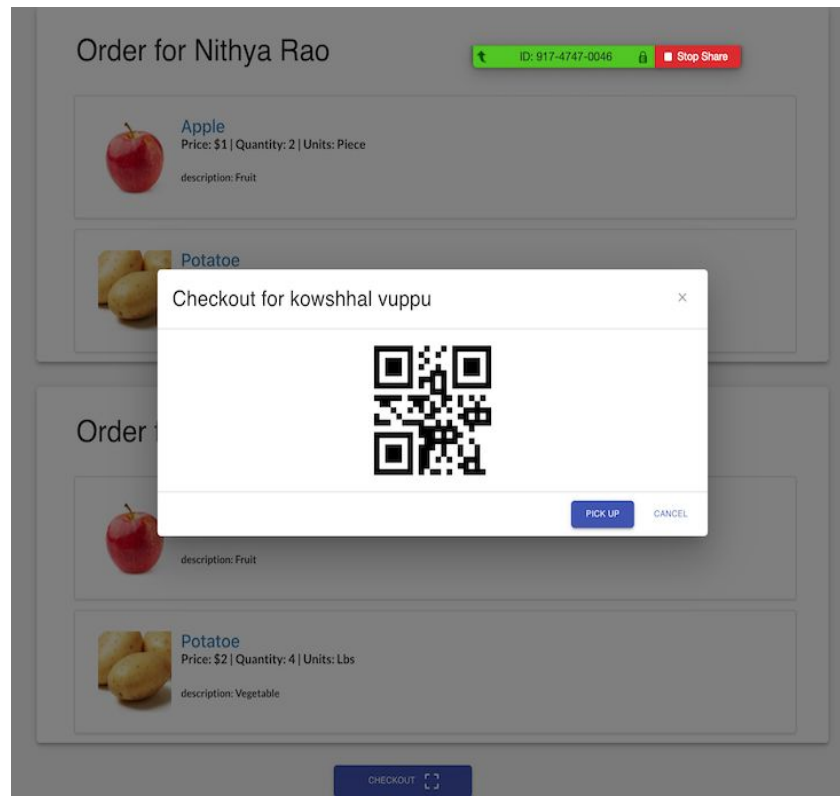 Order for Nithya Rao
ID: 917-4747-0046
Stop Share
Apple
Price: $1 | Quantity: 2 | Units: Piece
description: Fruit
Potatoe
Checkout for kowshhal vuppu
×
Order
PICK UP
CANCEL
description: Fruit
Potatoe
Price: $2 | Quantity: 4 | Units: Lbs
description: Vegetable
CHECKOUT